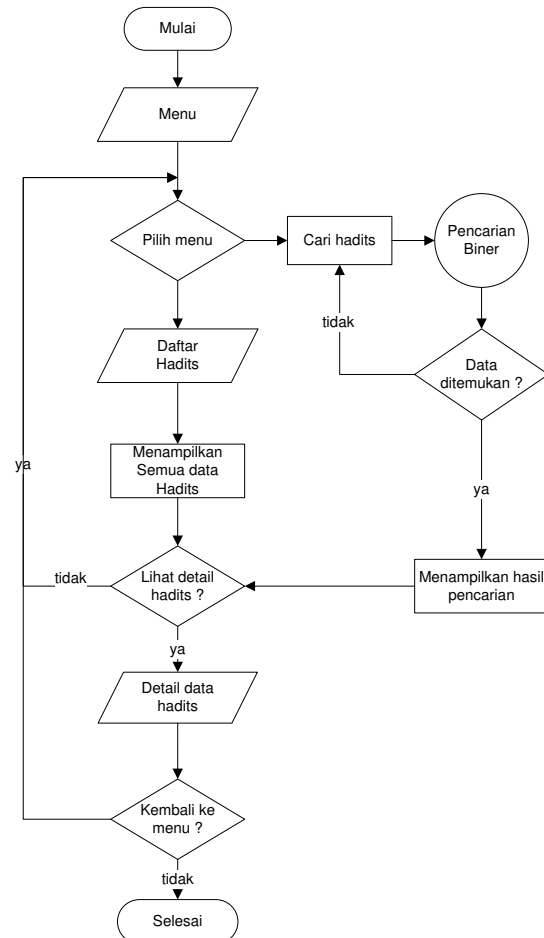 Mulai
Menu
Pilih menu
Cari hadits
Pencarian
Biner
tidak
Daftar
Hadits
Data
ditemukan ?
Menampilkan
Semua data
Hadits
ya
ya
tidak
Lihat detail
hadits ?
Menampilkan hasil
pencarian
ya
Detail data
hadits
Kembali ke
menu ?
tidak
Selesai